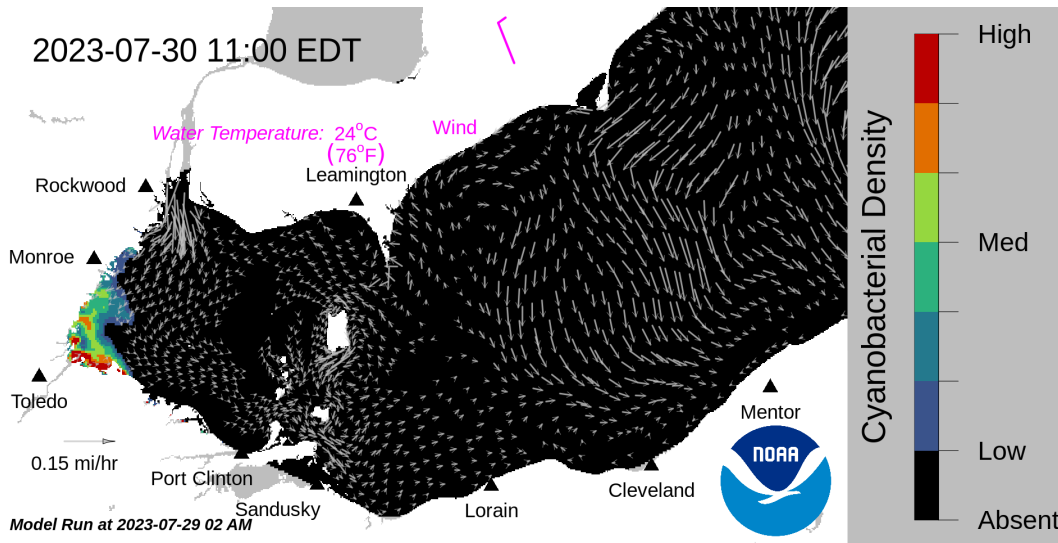 2023-07-30 11:00 EDT
Water Temperature: 24°C
(76°F)
Wind
Leamington
Rockwood
Monroe
Toledo
0.15 mi/hr
Port Clinton
Sandusky
Lorain
Cleveland
Mentor
NOAA
Model Run at 2023-07-29 02 AM
Cyanobacterial Density
High
Med
Low
Absent